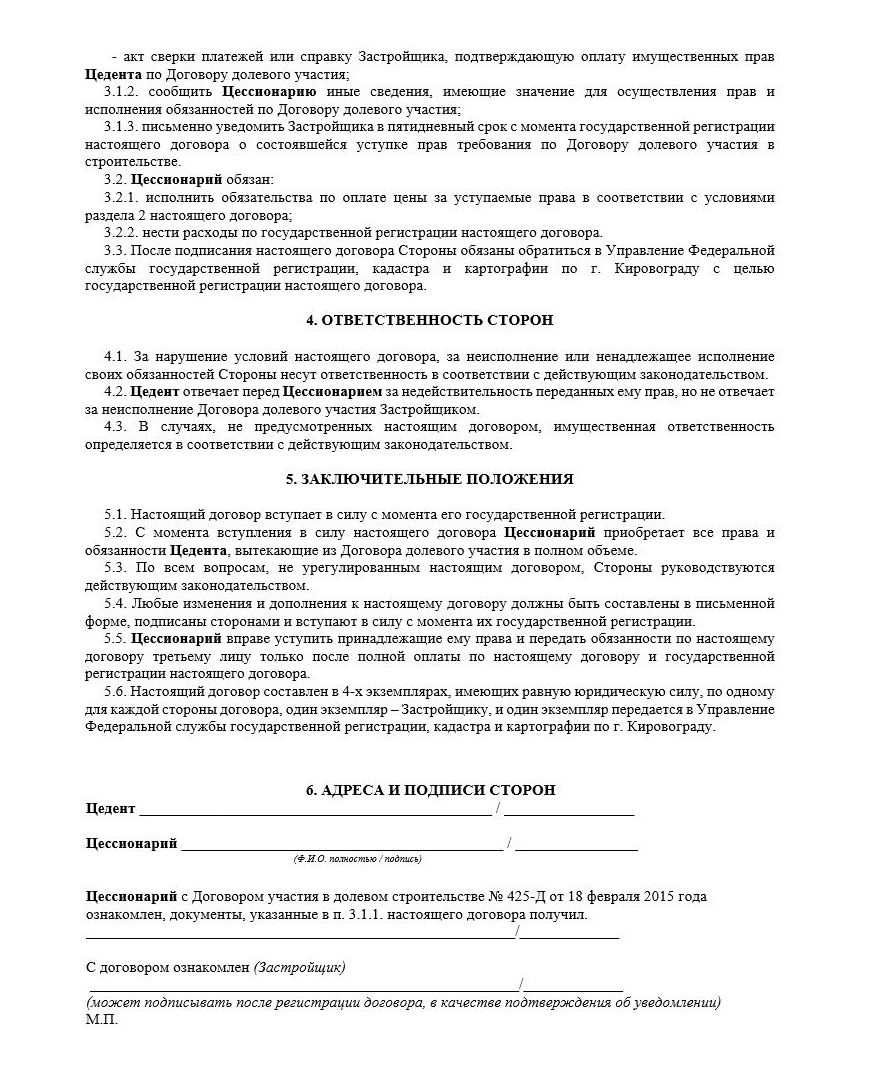 - акт сверки платежей или справку Застройщика, подтверждающую оплату имущественных прав
Цедента по Договору долевого участия;
3.1.2. сообщить Цессионарию иные сведения, имеющие значение для осуществления прав и
исполнения обязанностей по Договору долевого участия;
3.1.3. письменно уведомить Застройщика в пятидневный срок с момента государственной регистрации
настоящего договора о состоявшейся уступке прав требования по Договору долевого участия в
строительстве.
3.2. Цессионарий обязан:
3.2.1. исполнить обязательства по оплате цены за уступаемые права в соответствии с условиями
раздела 2 настоящего договора;
3.2.2. нести расходы по государственной регистрации настоящего договора.
3.3. После подписания настоящего договора Стороны обязаны обратиться в Управление Федеральной
службы государственной регистрации, кадастра и картографии по г. Кировограду с целью
государственной регистрации настоящего договора.
4. ОТВЕТСТВЕННОСТЬ СТОРОН
4.1. За нарушение условий настоящего договора, за неисполнение или ненадлежащее исполнение
своих обязанностей Стороны несут ответственность в соответствии с действующим законодательством.
4.2. Цедент отвечает перед Цессионарием за недействительность переданных ему прав, но не отвечает
за неисполнение Договора долевого участия Застройщиком.
4.3. В случаях, не предусмотренных настоящим договором, имущественная ответственность
определяется в соответствии с действующим законодательством.
5. ЗАКЛЮЧИТЕЛЬНЫЕ ПОЛОЖЕНИЯ
5.1. Настоящий договор вступает в силу с момента его государственной регистрации.
5.2. С момента вступления в силу настоящего договора Цессионарий приобретает все права и
обязанности Цедента, вытекающие из Договора долевого участия в полном объеме.
5.3. По всем вопросам, не урегулированным настоящим договором, Стороны руководствуются
действующим законодательством.
5.4. Любые изменения и дополнения к настоящему договору должны быть составлены в письменной
форме, подписаны сторонами и вступают в силу с момента их государственной регистрации.
5.5. Цессионарий вправе уступить принадлежащие ему права и передать обязанности по настоящему
договору третьему лицу только после полной оплаты по настоящему договору и государственной
регистрации настоящего договора.
5.6. Настоящий договор составлен в 4-х экземплярах, имеющих равную юридическую силу, по одному
для каждой стороны договора, один экземпляр – Застройщику, и один экземпляр передается в Управление
Федеральной службы государственной регистрации, кадастра и картографии по г. Кировограду.
6. АДРЕСА И ПОДПИСИ СТОРОН
Цедент ________ / ________
Цессионарий ________ / ________
(Ф.И.О. полностью / подпись)
Цессионарий с Договором участия в долевом строительстве № 425-Д от 18 февраля 2015 года
ознакомлен, документы, указанные в п. 3.1.1. настоящего договора получил.
________/________
С договором ознакомлен (Застройщик)
________/________
(может подписывать после регистрации договора, в качестве подтверждения об уведомлении)
М.П.